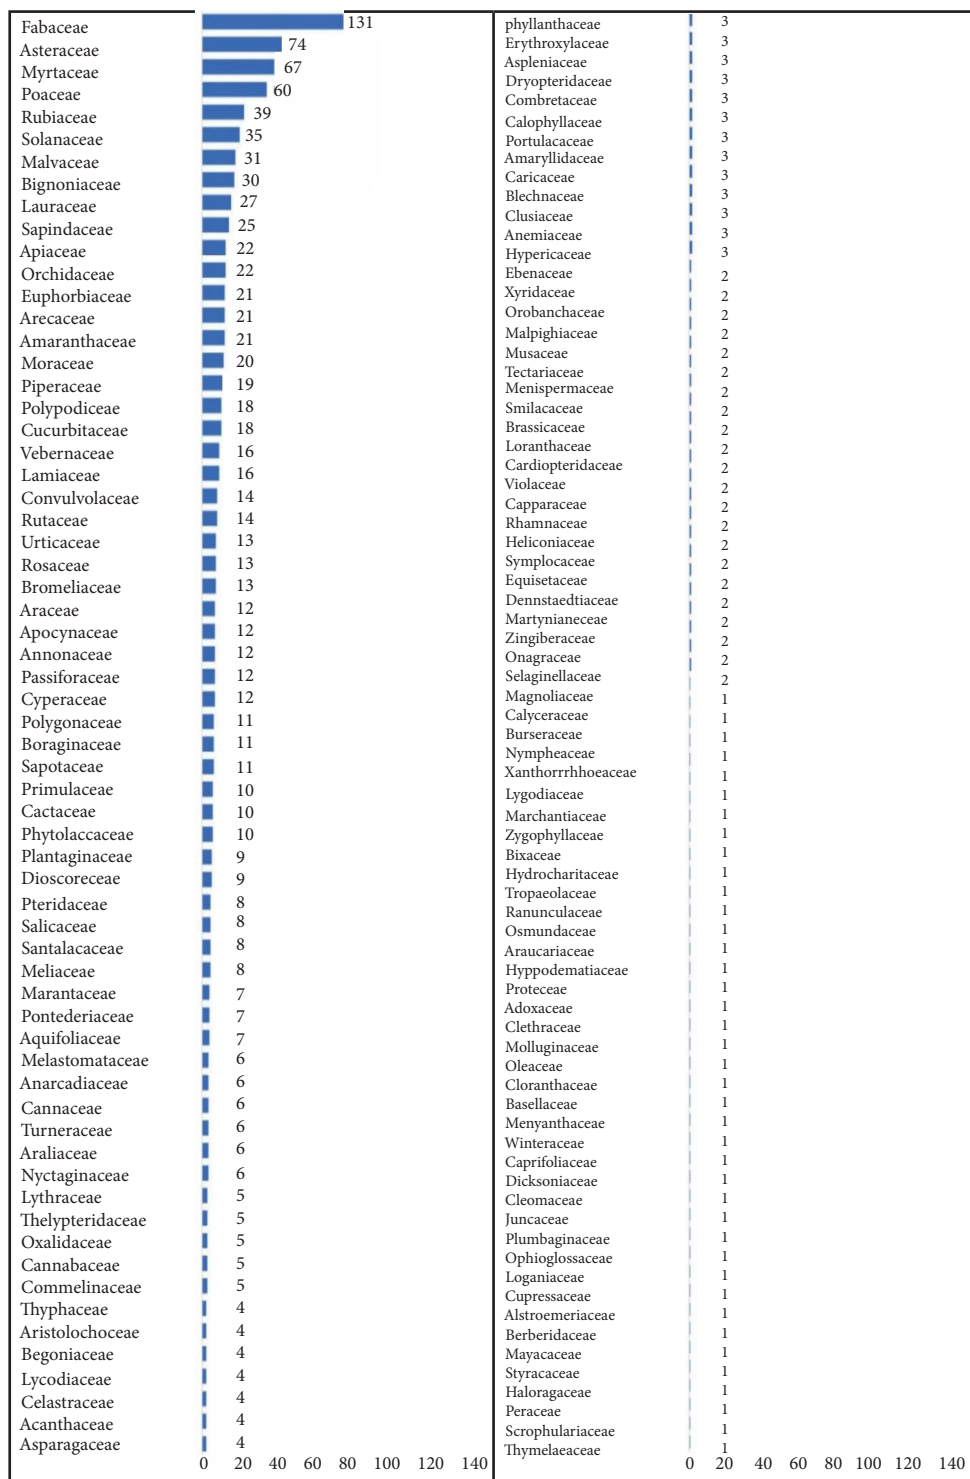 Fabaceae 131
Asteraceae 74
Myrtaceae 67
Poaceae 60
Rubiaceae 39
Solanaceae 35
Malvaceae 31
Bignoniaceae 30
Lauraceae 27
Sapindaceae 25
Apiaceae 22
Orchidaceae 22
Euphorbiaceae 21
Arecaceae 21
Amaranthaceae 21
Moraceae 20
Piperaceae 19
Polypodiceae 18
Cucurbitaceae 18
Vebernaceae 16
Lamiaceae 16
Convulvolaceae 14
Rutaceae 14
Urticaceae 13
Rosaceae 13
Bromeliaceae 13
Araceae 12
Apocynaceae 12
Annonaceae 12
Passiforaceae 12
Cyperaceae 12
Polygonaceae 11
Boraginaceae 11
Sapotaceae 11
Primulaceae 10
Cactaceae 10
Phytolaccaceae 10
Plantaginaceae 9
Dioscoreceae 9
Pteridaceae 8
Salicaceae 8
Santalacaceae 8
Meliaceae 8
Marantaceae 7
Pontederiaceae 7
Aquifoliaceae 7
Melastomataceae 6
Anarcadiaceae 6
Cannaceae 6
Turneraceae 6
Araliaceae 6
Nyctaginaceae 6
Lythraceae 5
Thelypteridaceae 5
Oxalidaceae 5
Cannabaceae 5
Commelinaceae 5
Thyphaceae 4
Aristolochoceae 4
Begoniaceae 4
Lycodiaceae 4
Celastraceae 4
Acanthaceae 4
Asparagaceae 4
0 20 40 60 80 100 120 140
phyllanthaceae 3
Erythroxylaceae 3
Aspleniaceae 3
Dryopteridaceae 3
Combretaceae 3
Calophyllaceae 3
Portulacaceae 3
Amaryllidaceae 3
Caricaceae 3
Blechnaceae 3
Clusiaceae 3
Anemiaceae 3
Hypericaceae 3
Ebenaceae 2
Xyridaceae 2
Orobanchaceae 2
Malpighiaceae 2
Musaceae 2
Tectariaceae 2
Menispermaceae 2
Smilacaceae 2
Brassicaceae 2
Loranthaceae 2
Cardiopteridaceae 2
Violaceae 2
Capparaceae 2
Rhamnaceae 2
Heliconiaceae 2
Symplocaceae 2
Equisetaceae 2
Dennstaedtiaceae 2
Martynianeceae 2
Zingiberaceae 2
Onagraceae 2
Selaginellaceae 2
Magnoliaceae 1
Calyceraceae 1
Burseraceae 1
Nympheaceae 1
Xanthorrrhhoeaceae 1
Lygodiaceae 1
Marchantiaceae 1
Zygophyllaceae 1
Bixaceae 1
Hydrocharitaceae 1
Tropaeolaceae 1
Ranunculaceae 1
Osmundaceae 1
Araucariaceae 1
Hyppodematiaceae 1
Proteceae 1
Adoxaceae 1
Clethraceae 1
Molluginaceae 1
Oleaceae 1
Cloranthaceae 1
Basellaceae 1
Menyanthaceae 1
Winteraceae 1
Caprifoliaceae 1
Dicksoniaceae 1
Cleomaceae 1
Juncaceae 1
Plumbaginaceae 1
Ophioglossaceae 1
Loganiaceae 1
Cupressaceae 1
Alstroemeriaceae 1
Berberidaceae 1
Mayacaceae 1
Styracaceae 1
Haloragaceae 1
Peraceae 1
Scrophulariaceae 1
Thymelaeaceae 1
0 20 40 60 80 100 120 140